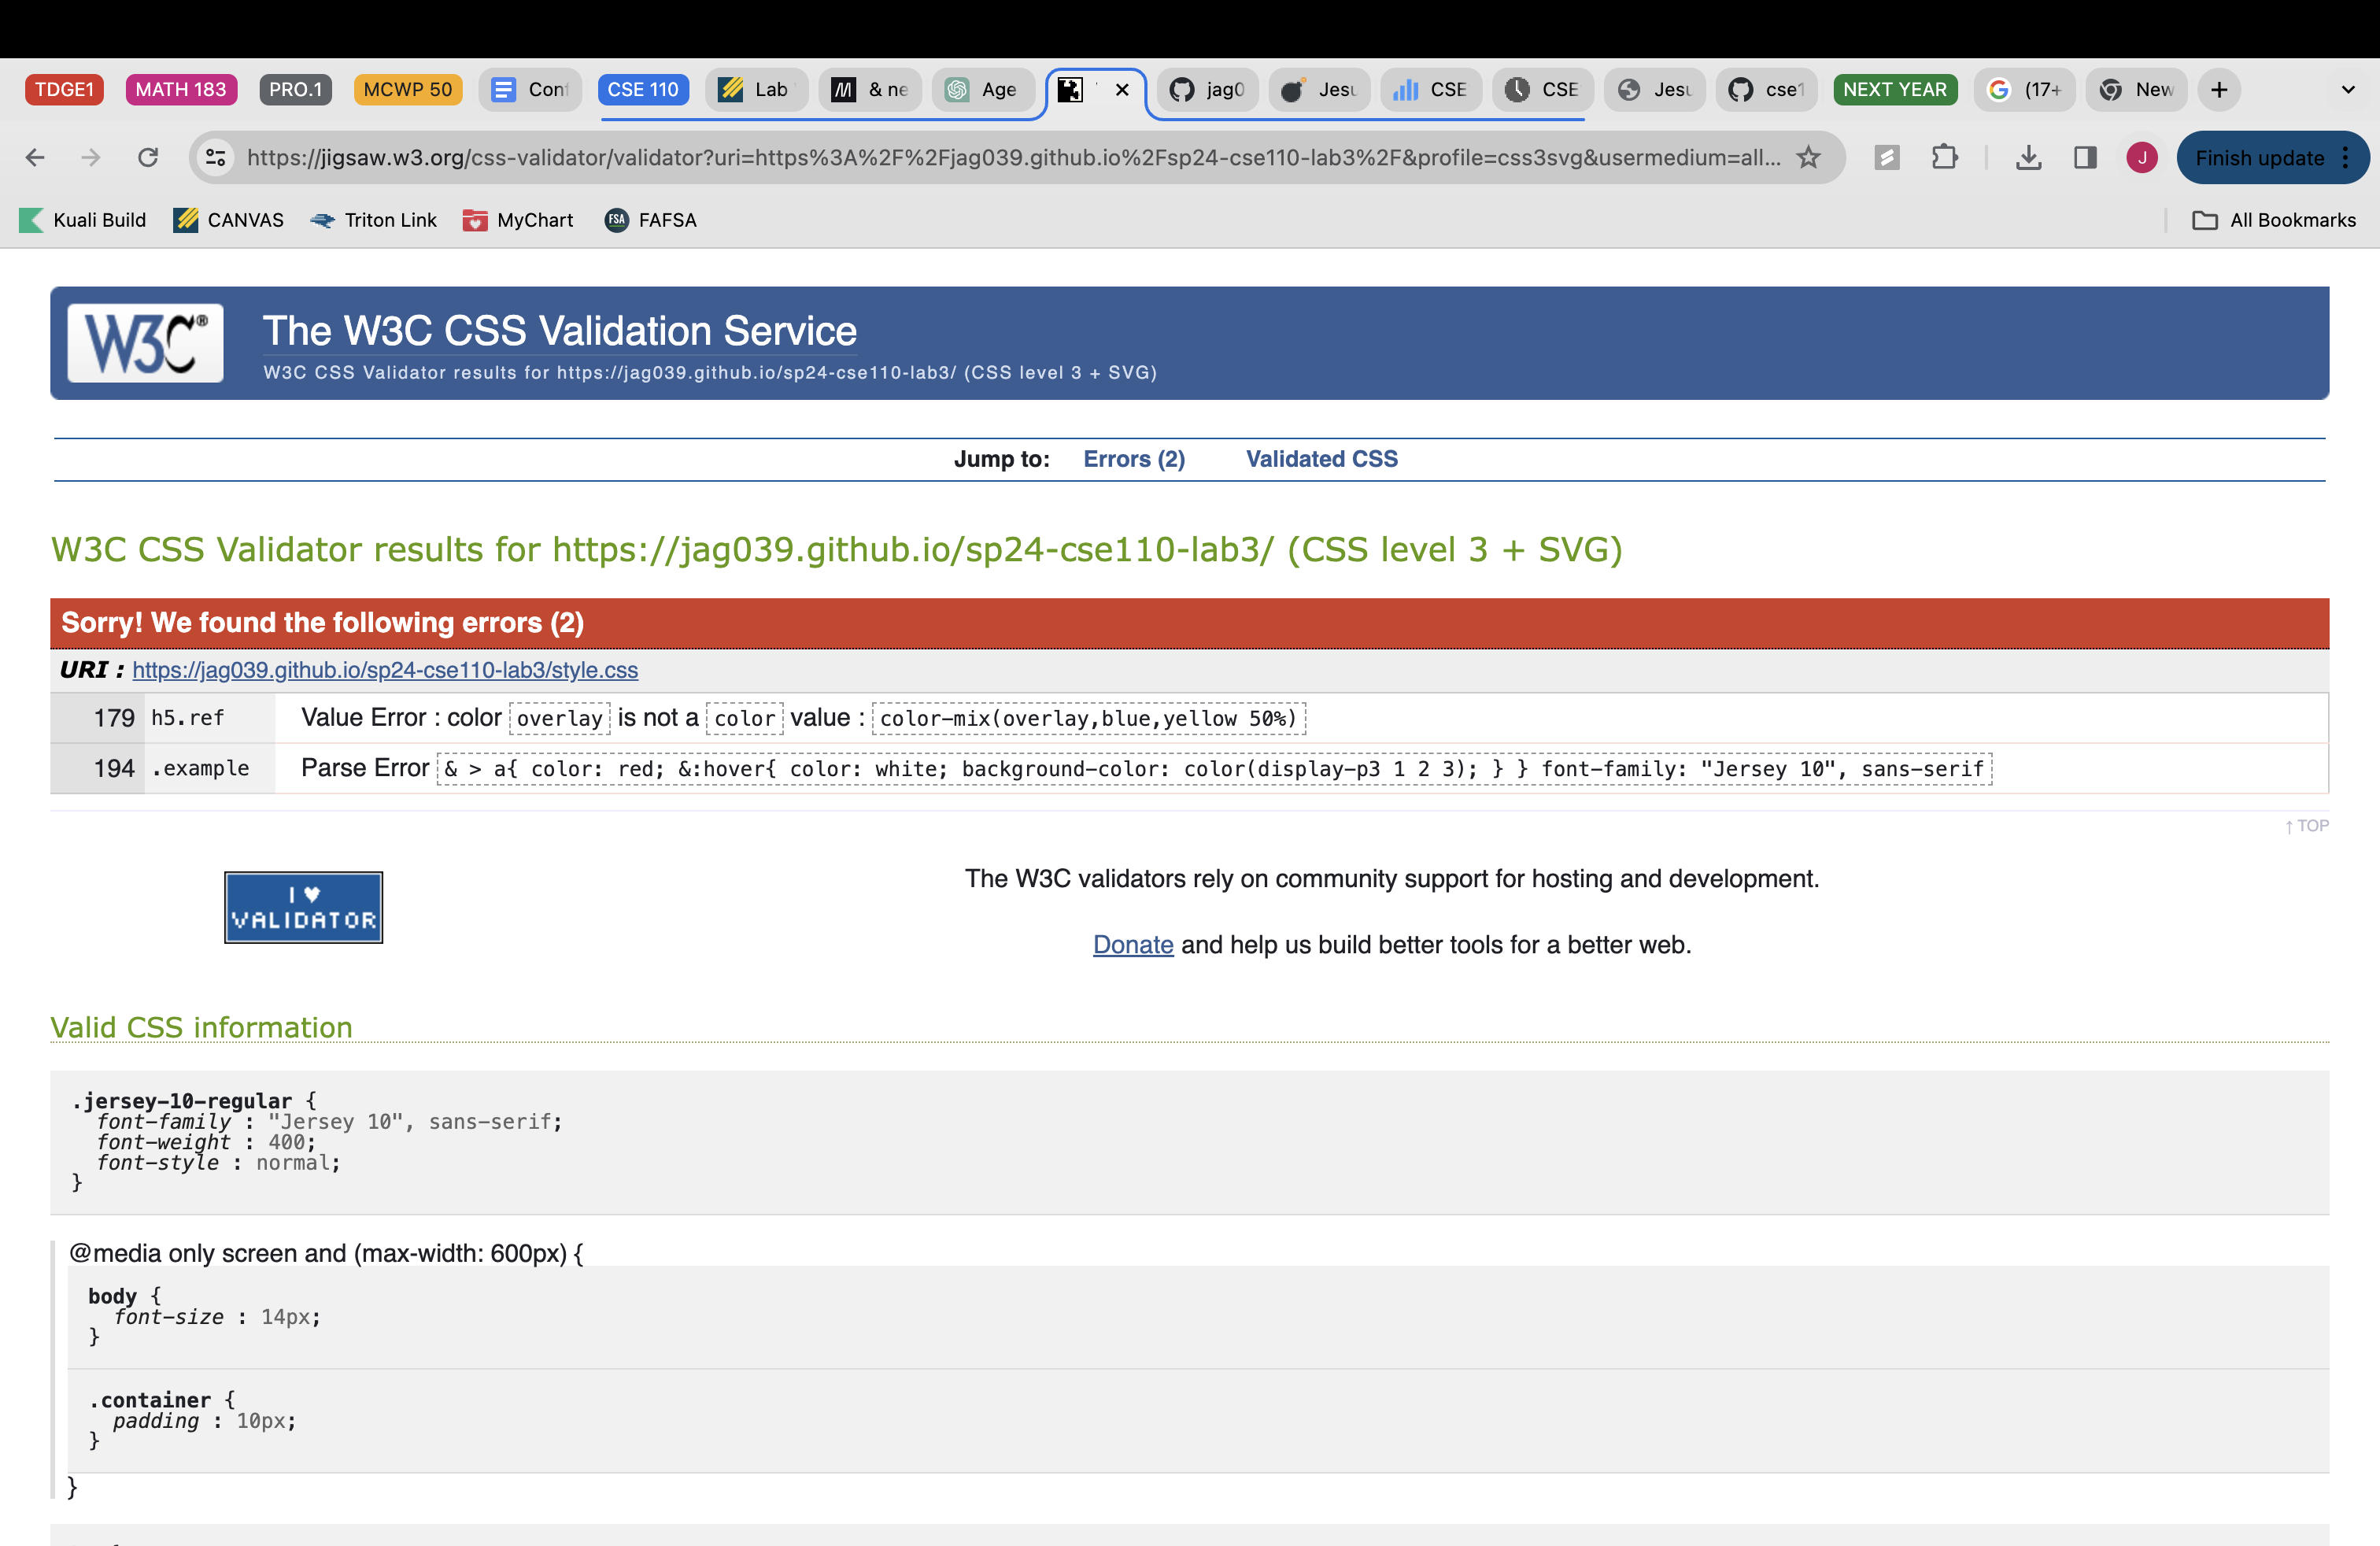 TDGE1 MATH 183 PRO.1 MCWP 50 Conf CSE 110 Lab & ne Age jag0 Jesu CSE CSE Jesu cse1 NEXT YEAR (17+ New
https://jigsaw.w3.org/css-validator/validator?uri=https%3A%2F%2Fjag039.github.io%2Fsp24-cse110-lab3%2F&profile=css3svg&usermedium=all... J Finish update
Kuali Build CANVAS Triton Link MyChart FSA FAFSA All Bookmarks
W3C® The W3C CSS Validation Service
W3C CSS Validator results for https://jag039.github.io/sp24-cse110-lab3/ (CSS level 3 + SVG)
Jump to: Errors (2) Validated CSS
W3C CSS Validator results for https://jag039.github.io/sp24-cse110-lab3/ (CSS level 3 + SVG)
Sorry! We found the following errors (2)
URI : https://jag039.github.io/sp24-cse110-lab3/style.css
179 h5.ref Value Error : color overlay is not a color value : color-mix(overlay,blue,yellow 50%)
194 .example Parse Error & > a{ color: red; &:hover{ color: white; background-color: color(display-p3 1 2 3); } } font-family: "Jersey 10", sans-serif
↑ TOP
I ♥
VALIDATOR
The W3C validators rely on community support for hosting and development.
Donate and help us build better tools for a better web.
Valid CSS information
.jersey-10-regular {
font-family : "Jersey 10", sans-serif;
font-weight : 400;
font-style : normal;
}
@media only screen and (max-width: 600px) {
body {
font-size : 14px;
}
.container {
padding : 10px;
}
}